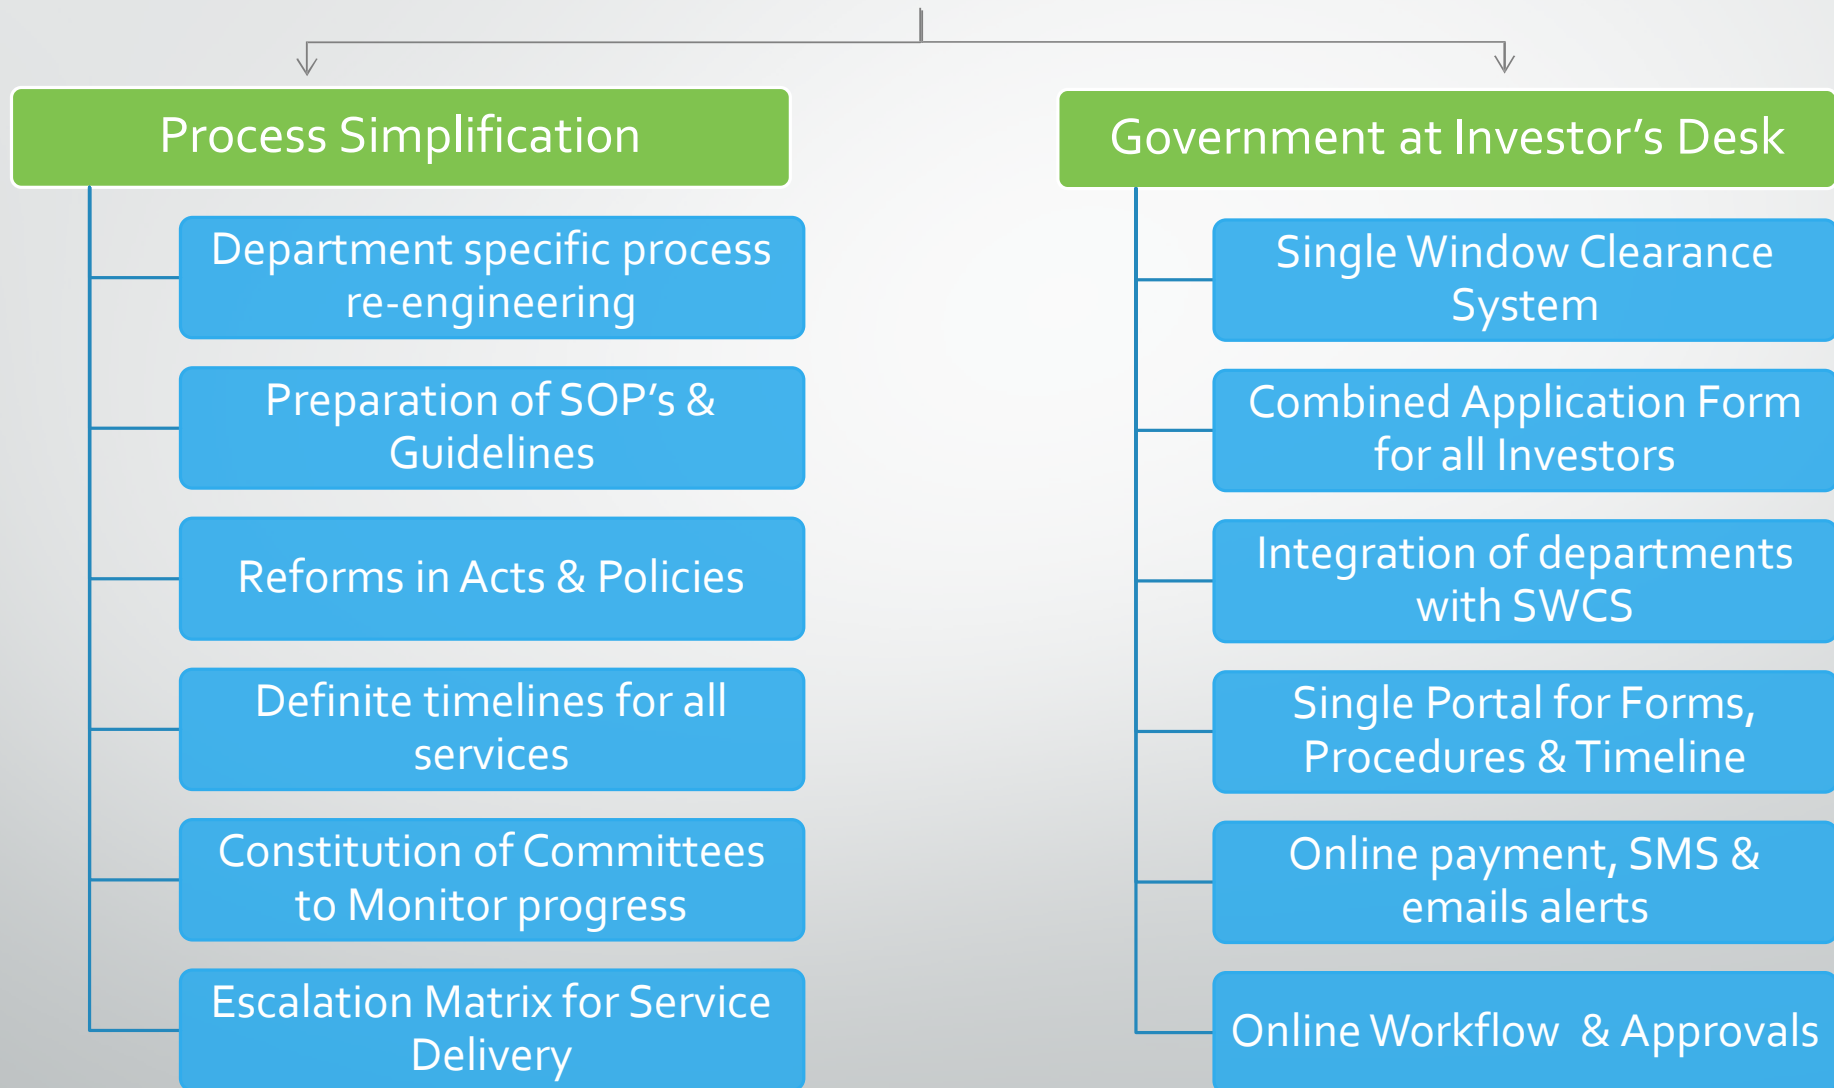 Process Simplification
Department specific process
re-engineering
Preparation of SOP's &
Guidelines
Reforms in Acts & Policies
Definite timelines for all
services
Constitution of Committees
to Monitor progress
Escalation Matrix for Service
Delivery
Government at Investor’s Desk
Single Window Clearance
System
Combined Application Form
for all Investors
Integration of departments
with SWCS
Single Portal for Forms,
Procedures & Timeline
Online payment, SMS &
emails alerts
Online Workflow & Approvals